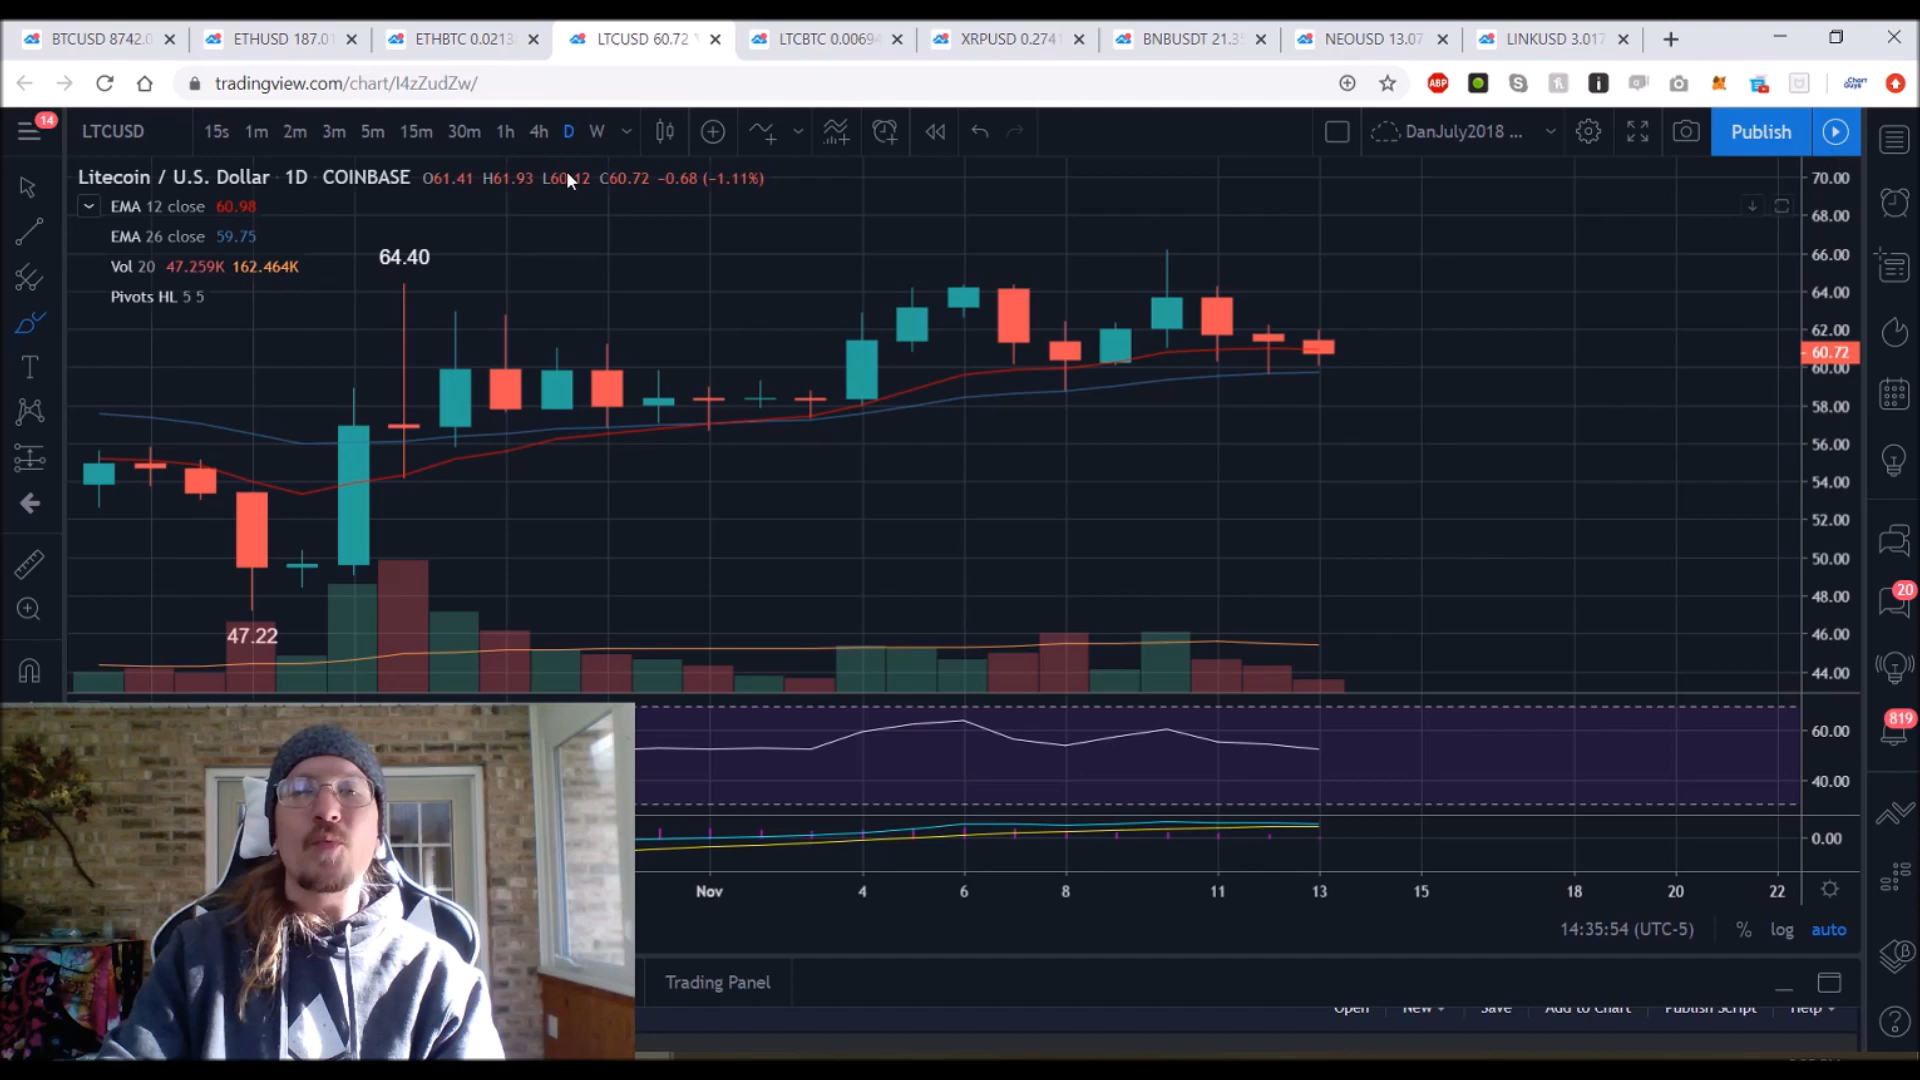 BTCUSD 8742.0
ETHUSD 187.01
ETHBTC 0.0213
LTCUSD 60.72
LTCBTC 0.0069
XRPUSD 0.2741
BNBUSDT 21.3
NEOUSD 13.07
LINKUSD 3.017
tradingview.com/chart/I4zZudZw/
ABP
14
LTCUSD
15s 1m 2m 3m 5m 15m 30m 1h 4h D W
DanJuly2018 ...
Publish
Litecoin / U.S. Dollar 1D COINBASE O61.41 H61.93 L60.12 C60.72 −0.68 (−1.11%)
EMA 12 close 60.98
EMA 26 close 59.75
Vol 20 47.259K 162.464K
Pivots HL 5 5
64.40
47.22
70.00
68.00
66.00
64.00
62.00
60.72
60.00
58.00
56.00
54.00
52.00
50.00
48.00
46.00
44.00
60.00
40.00
0.00
20
819
Nov 4 6 8 11 13 15 18 20 22
14:35:54 (UTC-5) % log auto
Trading Panel
Open New Save Add to Chart Publish Script Help